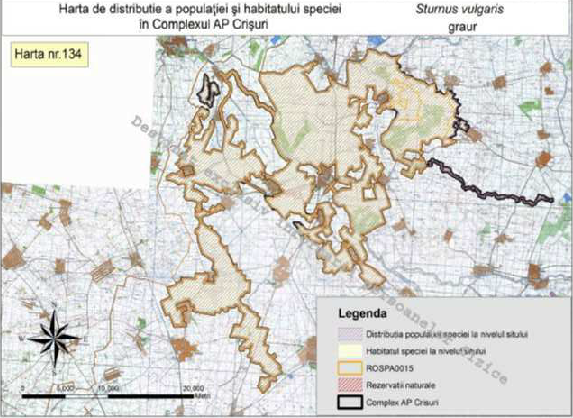 Harta de distributie a populației și habitatului speciei
în Complexul AP Crișuri
Sturnus vulgaris
graur
Harta nr.134
Legenda
Distribuția populației speciei la nivelul sitului
Habitatul speciei la nivelul sitului
ROSPA0015
Rezervatii naturale
Complex AP Crisuri
0 5,000 10,000 20,000